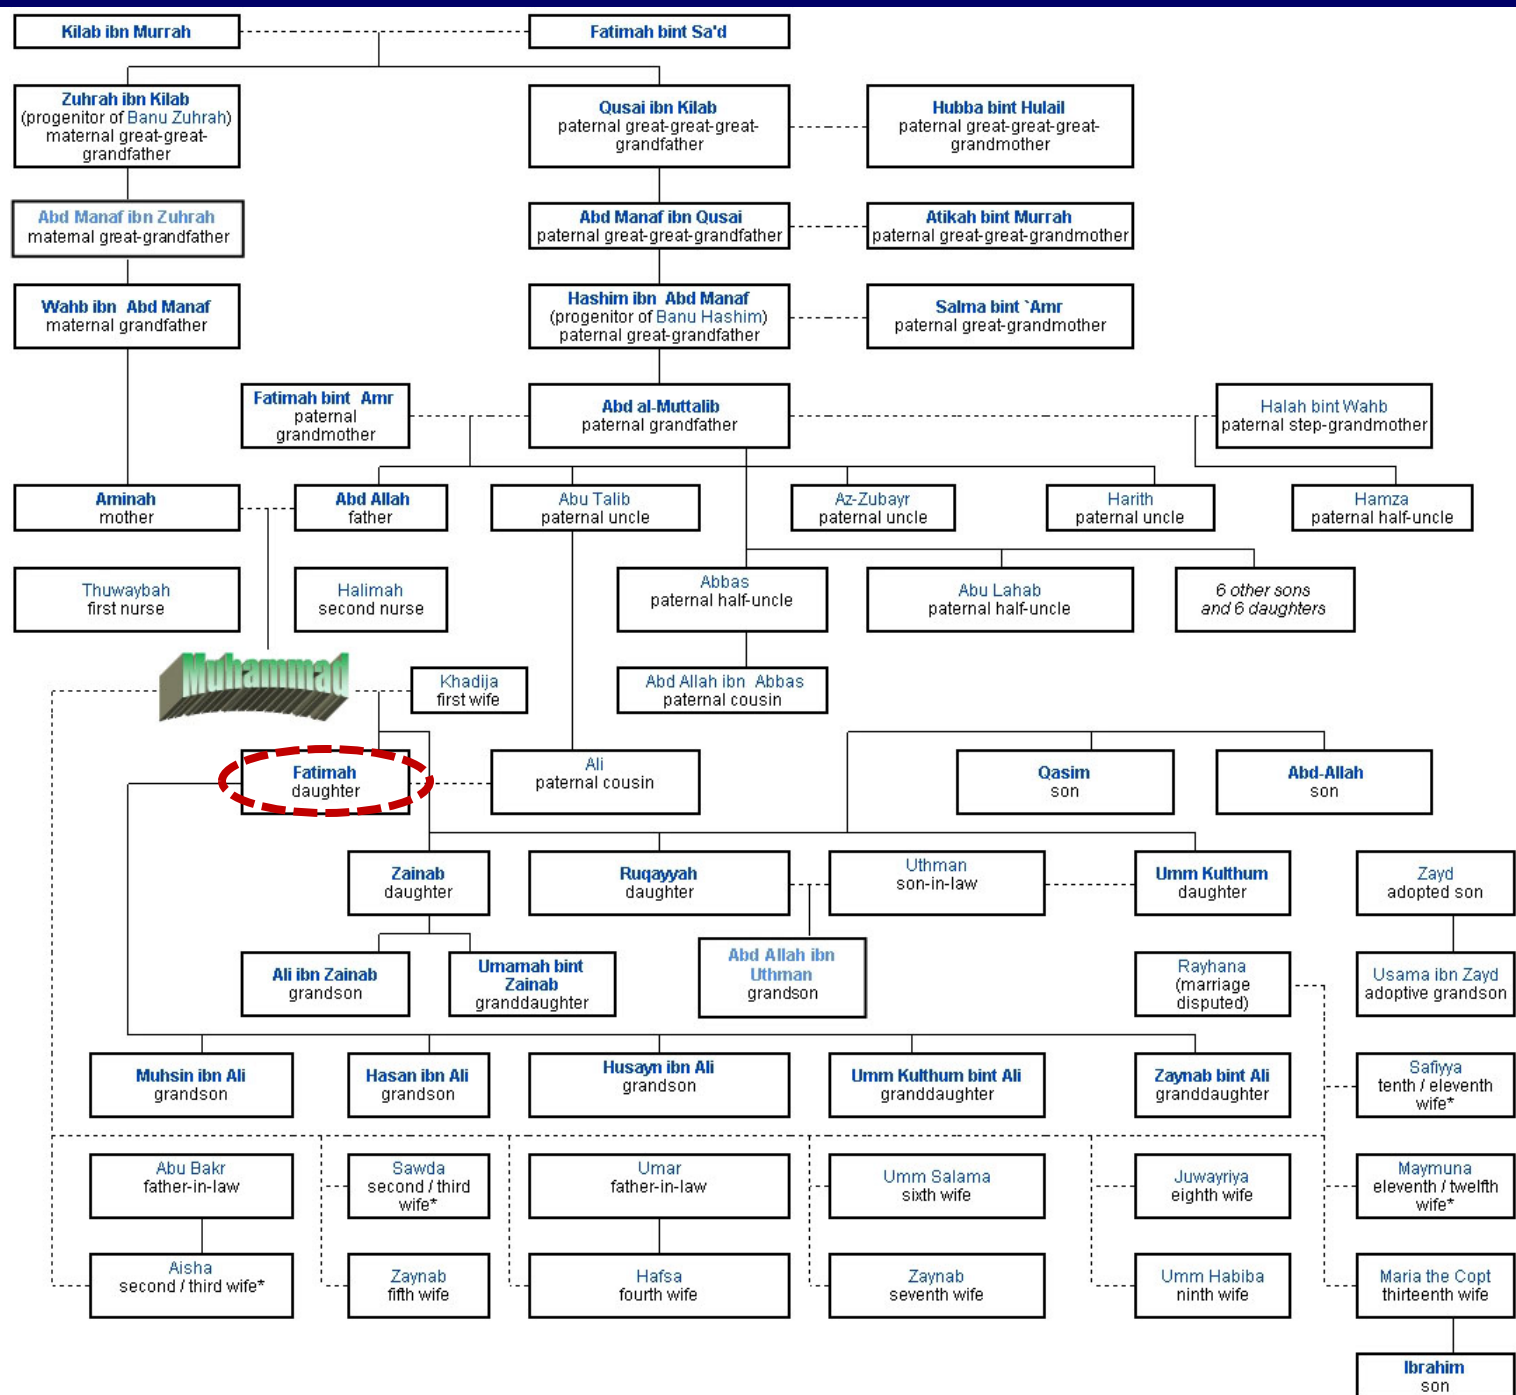 Kilab ibn Murrah
Fatimah bint Sa'd
Zuhrah ibn Kilab
(progenitor of Banu Zuhrah)
maternal great-great-
grandfather
Qusai ibn Kilab
paternal great-great-great-
grandfather
Hubba bint Hulail
paternal great-great-great-
grandmother
Abd Manaf ibn Zuhrah
maternal great-grandfather
Abd Manaf ibn Qusai
paternal great-great-grandfather
Atikah bint Murrah
paternal great-great-grandmother
Wahb ibn Abd Manaf
maternal grandfather
Hashim ibn Abd Manaf
(progenitor of Banu Hashim)
paternal great-grandfather
Salma bint `Amr
paternal great-grandmother
Fatimah bint Amr
paternal
grandmother
Abd al-Muttalib
paternal grandfather
Halah bint Wahb
paternal step-grandmother
Aminah
mother
Abd Allah
father
Abu Talib
paternal uncle
Az-Zubayr
paternal uncle
Harith
paternal uncle
Hamza
paternal half-uncle
Thuwaybah
first nurse
Halimah
second nurse
Abbas
paternal half-uncle
Abu Lahab
paternal half-uncle
6 other sons
and 6 daughters
Muhammad
Khadija
first wife
Abd Allah ibn Abbas
paternal cousin
Fatimah
daughter
Ali
paternal cousin
Qasim
son
Abd-Allah
son
Zainab
daughter
Ruqayyah
daughter
Uthman
son-in-law
Umm Kulthum
daughter
Zayd
adopted son
Ali ibn Zainab
grandson
Umamah bint
Zainab
granddaughter
Abd Allah ibn
Uthman
grandson
Rayhana
(marriage
disputed)
Usama ibn Zayd
adoptive grandson
Muhsin ibn Ali
grandson
Hasan ibn Ali
grandson
Husayn ibn Ali
grandson
Umm Kulthum bint Ali
granddaughter
Zaynab bint Ali
granddaughter
Safiyya
tenth / eleventh
wife*
Abu Bakr
father-in-law
Sawda
second / third
wife*
Umar
father-in-law
Umm Salama
sixth wife
Juwayriya
eighth wife
Maymuna
eleventh / twelfth
wife*
Aisha
second / third wife*
Zaynab
fifth wife
Hafsa
fourth wife
Zaynab
seventh wife
Umm Habiba
ninth wife
Maria the Copt
thirteenth wife
Ibrahim
son